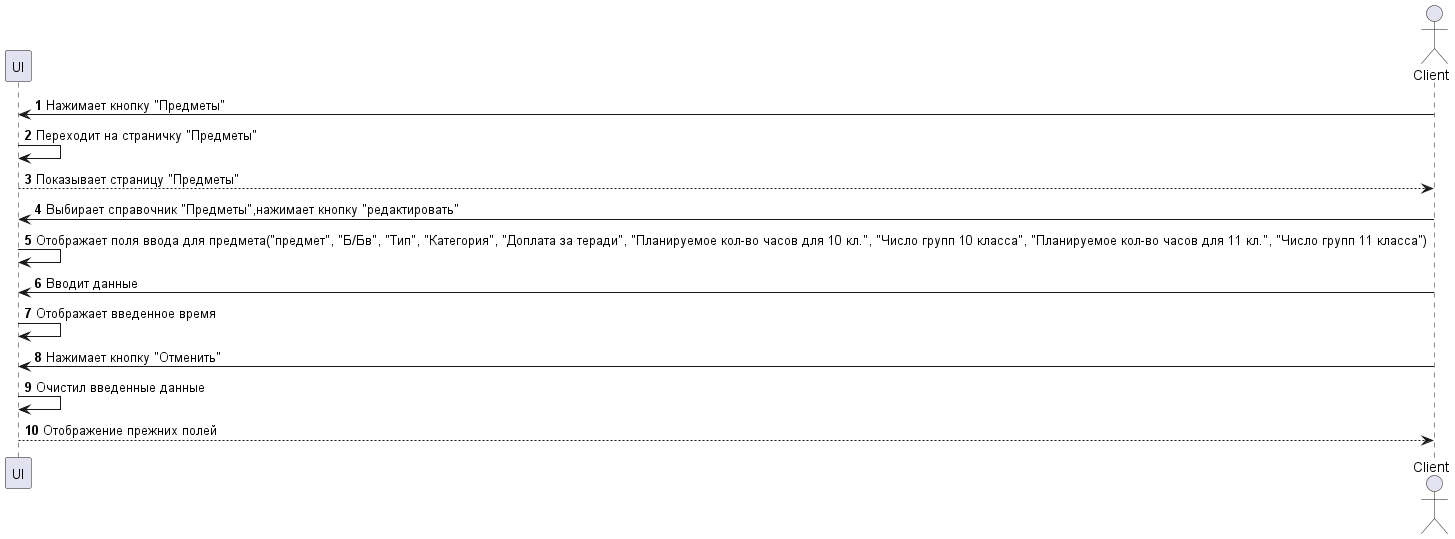 UI
Client
1 Нажимает кнопку "Предметы"
2 Переходит на страничку "Предметы"
3 Показывает страницу "Предметы"
4 Выбирает справочник "Предметы",нажимает кнопку "редактировать"
5 Отображает поля ввода для предмета("предмет", "Б/Бв", "Тип", "Категория", "Доплата за теради", "Планируемое кол-во часов для 10 кл.", "Число групп 10 класса", "Планируемое кол-во часов для 11 кл.", "Число групп 11 класса")
6 Вводит данные
7 Отображает введенное время
8 Нажимает кнопку "Отменить"
9 Очистил введенные данные
10 Отображение прежних полей
UI
Client